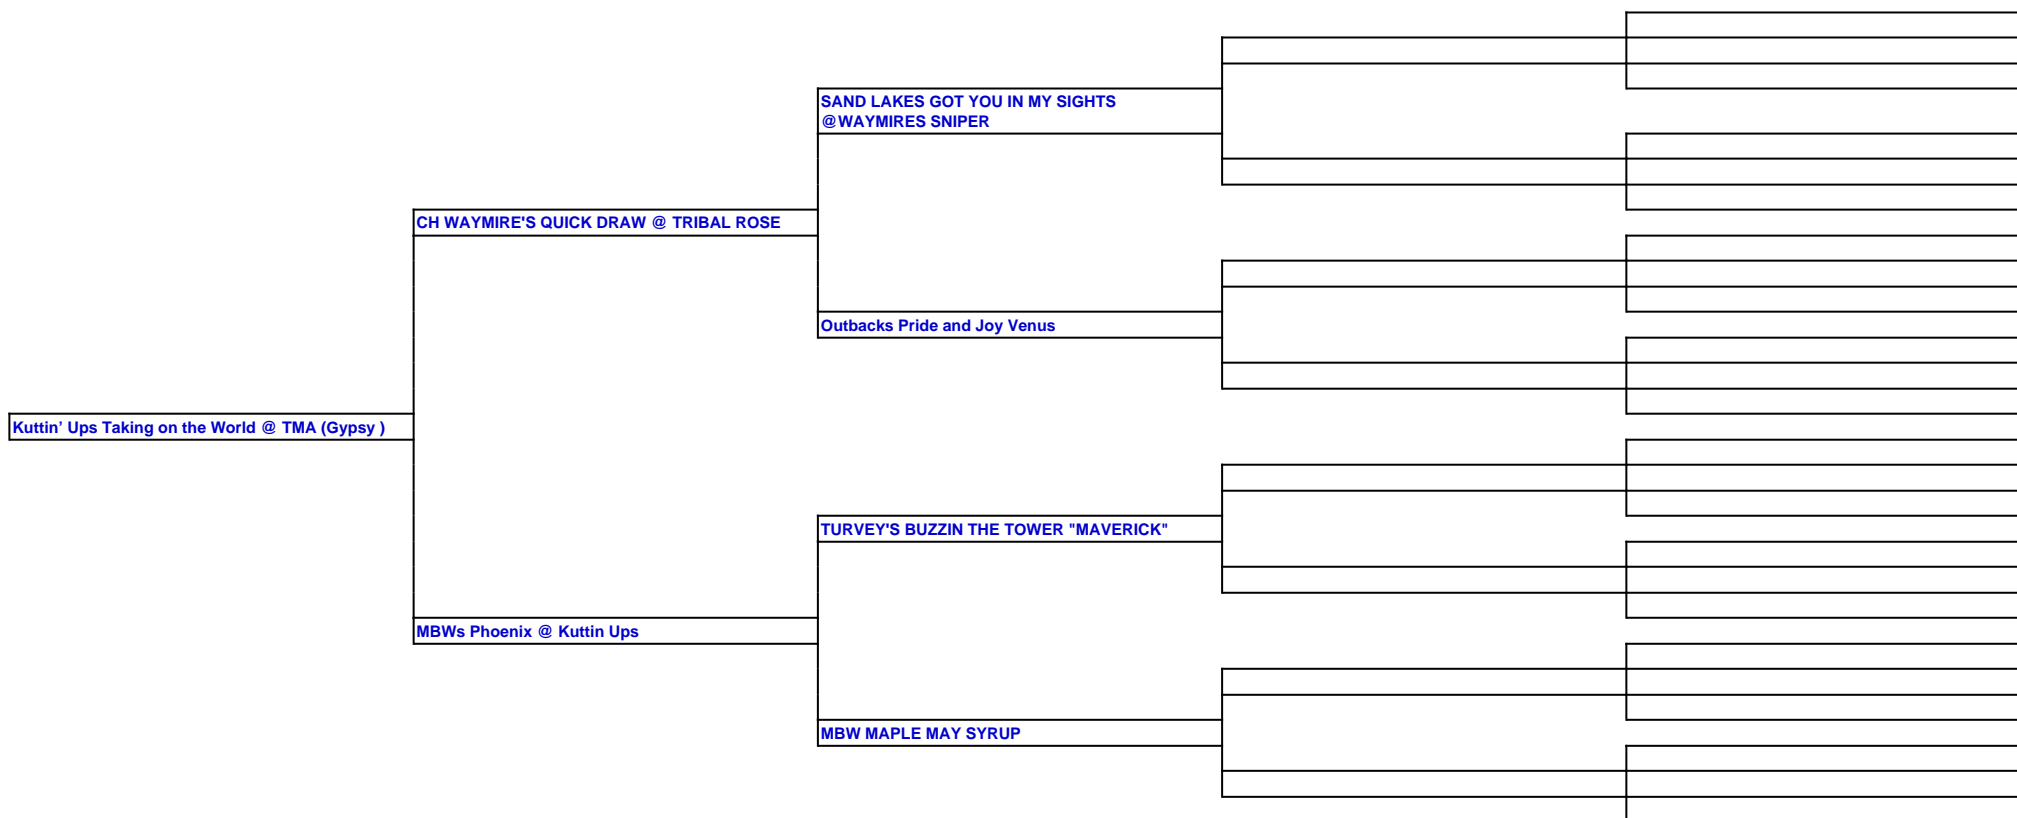 SAND LAKES GOT YOU IN MY SIGHTS
@WAYMIRES SNIPER
CH WAYMIRE'S QUICK DRAW @ TRIBAL ROSE
Outbacks Pride and Joy Venus
Kuttin’ Ups Taking on the World @ TMA (Gypsy )
TURVEY'S BUZZIN THE TOWER "MAVERICK"
MBWs Phoenix @ Kuttin Ups
MBW MAPLE MAY SYRUP